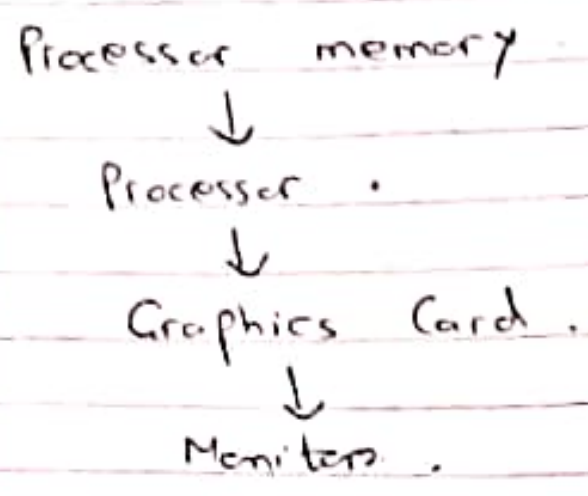 Processor memory
↓
Processor .
↓
Graphics Card .
↓
Monitors .